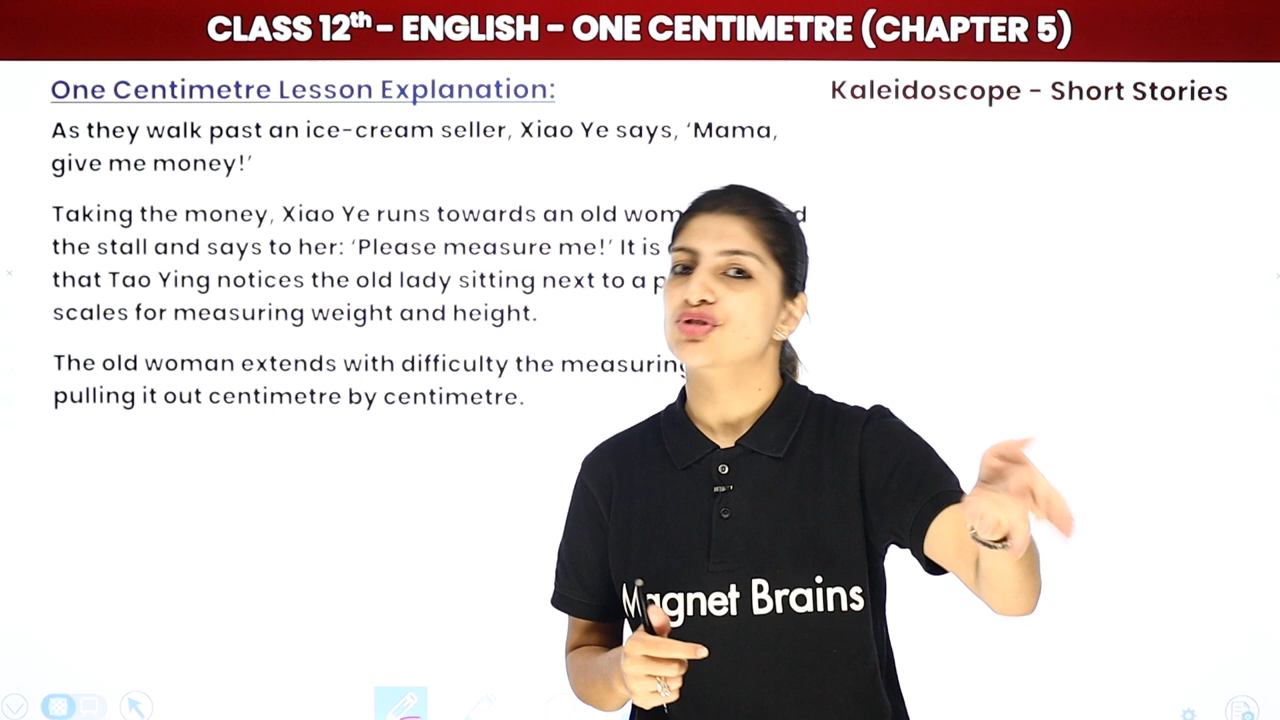 CLASS 12th - ENGLISH - ONE CENTIMETRE (CHAPTER 5)
One Centimetre Lesson Explanation:
Kaleidoscope - Short Stories
As they walk past an ice-cream seller, Xiao Ye says, ‘Mama,
give me money!’
Taking the money, Xiao Ye runs towards an old
the stall and says to her: ‘Please measure me!’ It is
that Tao Ying notices the old lady sitting next to a
scales for measuring weight and height.
The old woman extends with difficulty the measuring
pulling it out centimetre by centimetre.
Magnet Brains